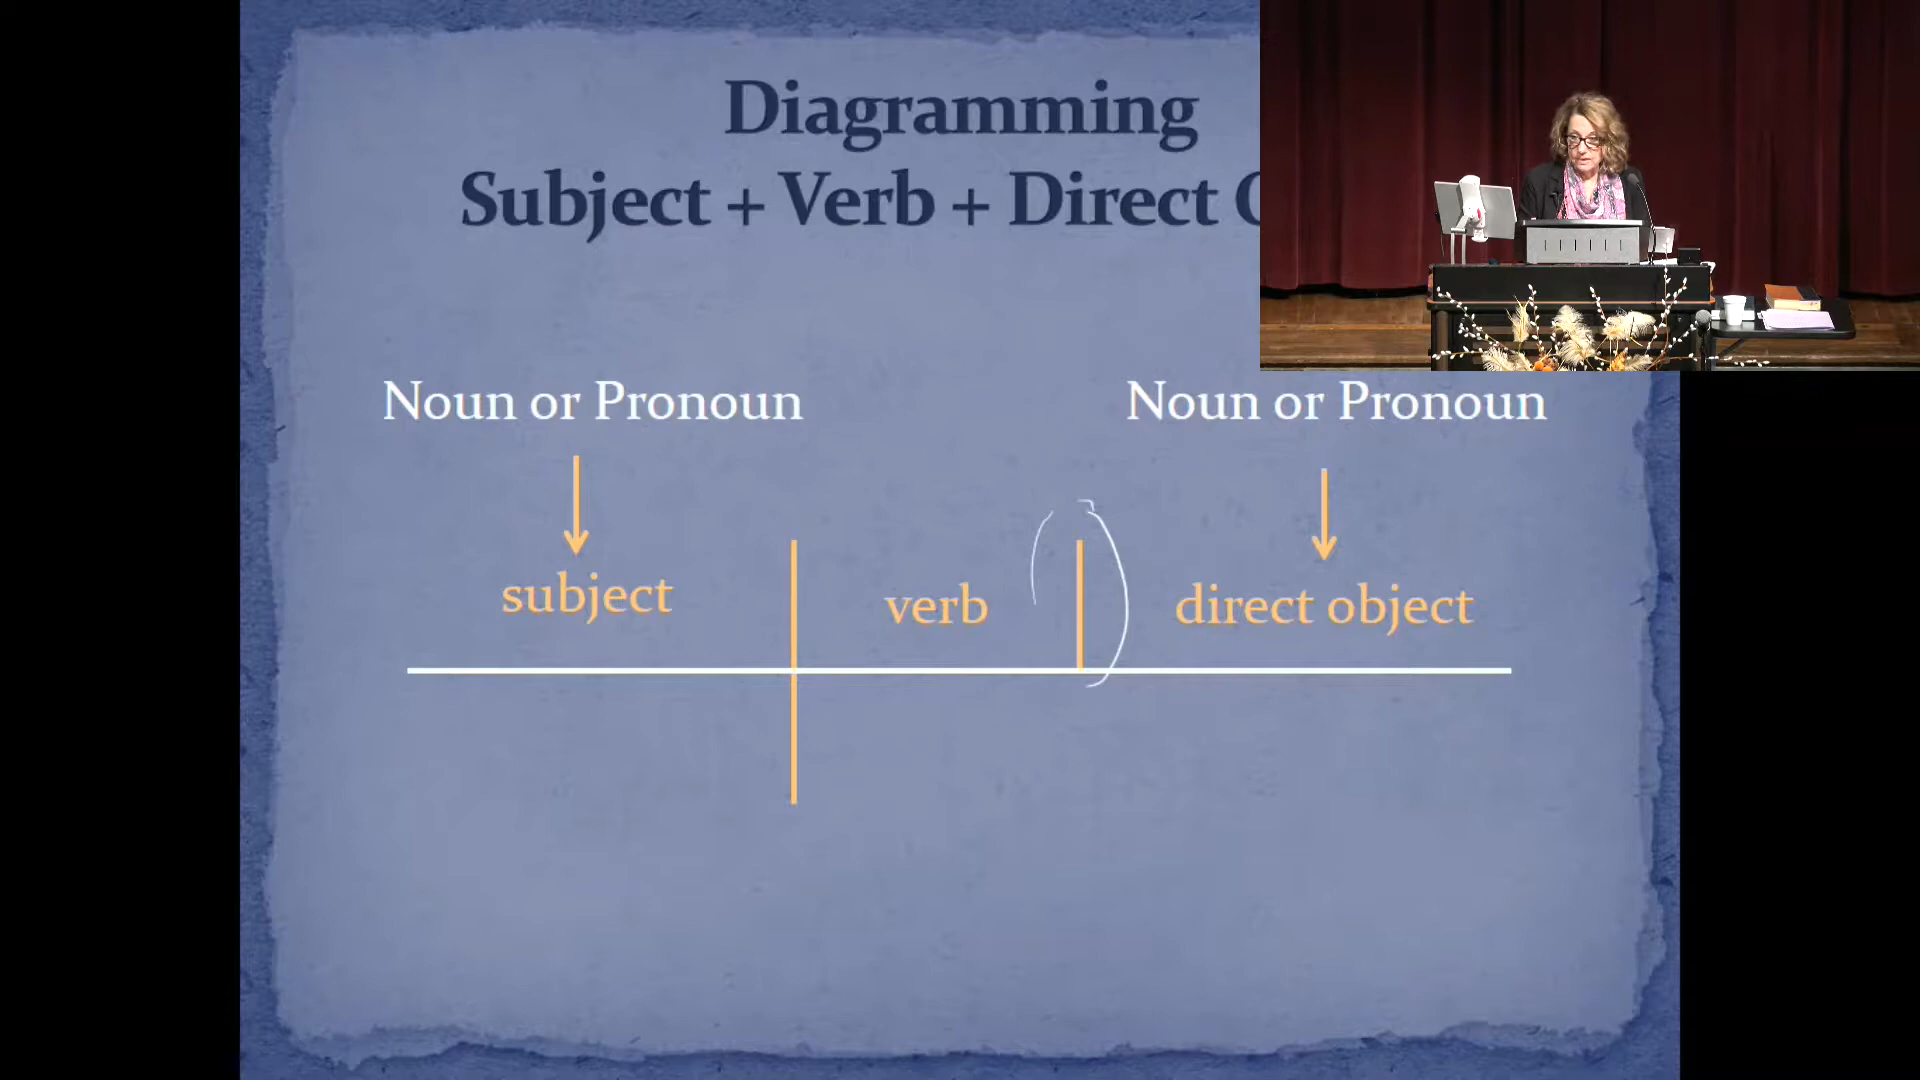 Diagramming
Subject + Verb + Direct
Noun or Pronoun Noun or Pronoun
subject verb direct object